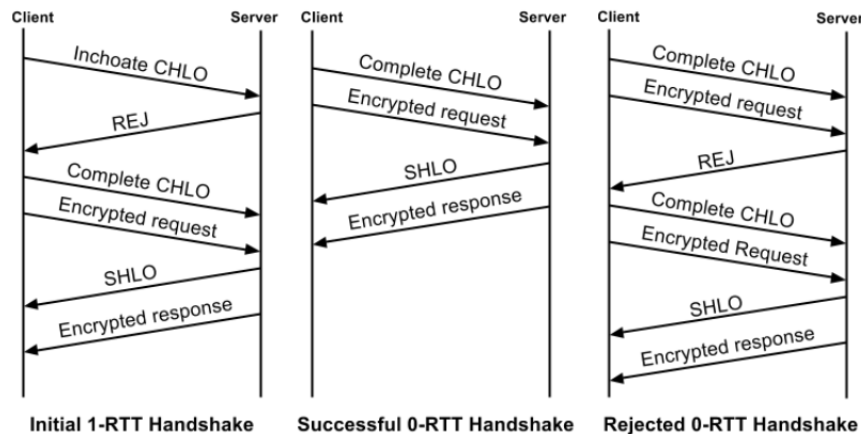 Client
Server
Inchoate CHLO
REJ
Complete CHLO
Encrypted request
SHLO
Encrypted response
Initial 1-RTT Handshake
Client
Server
Complete CHLO
Encrypted request
SHLO
Encrypted response
Successful 0-RTT Handshake
Client
Server
Complete CHLO
Encrypted request
REJ
Complete CHLO
Encrypted Request
SHLO
Encrypted response
Rejected 0-RTT Handshake